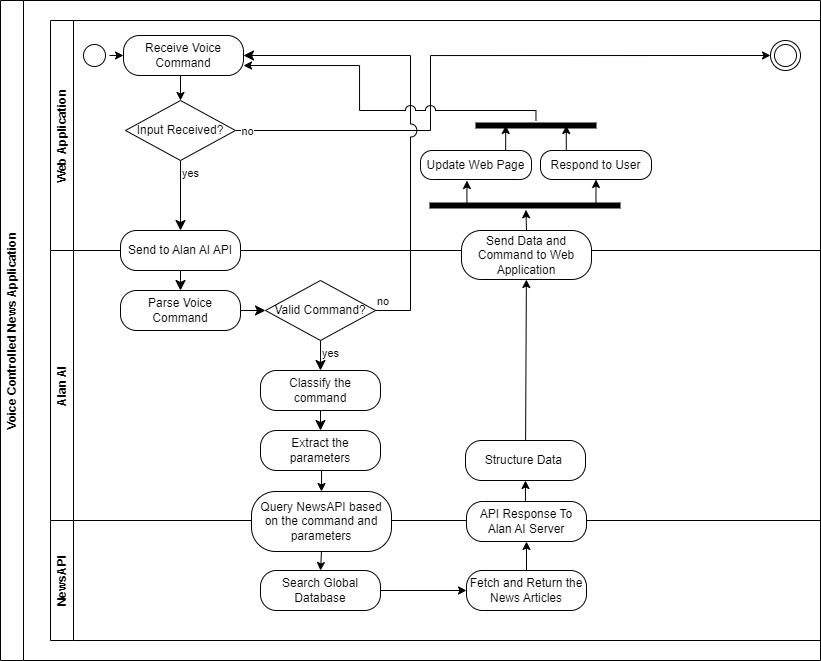 Voice Controlled News Application
Web Application
Receive Voice
Command
Input Received?
no
yes
Update Web Page
Respond to User
Send to Alan AI API
Send Data and
Command to Web
Application
Alan AI
Parse Voice
Command
Valid Command?
no
yes
Classify the
command
Extract the
parameters
Structure Data
Query NewsAPI based
on the command and
parameters
API Response To
Alan AI Server
NewsAPI
Search Global
Database
Fetch and Return the
News Articles